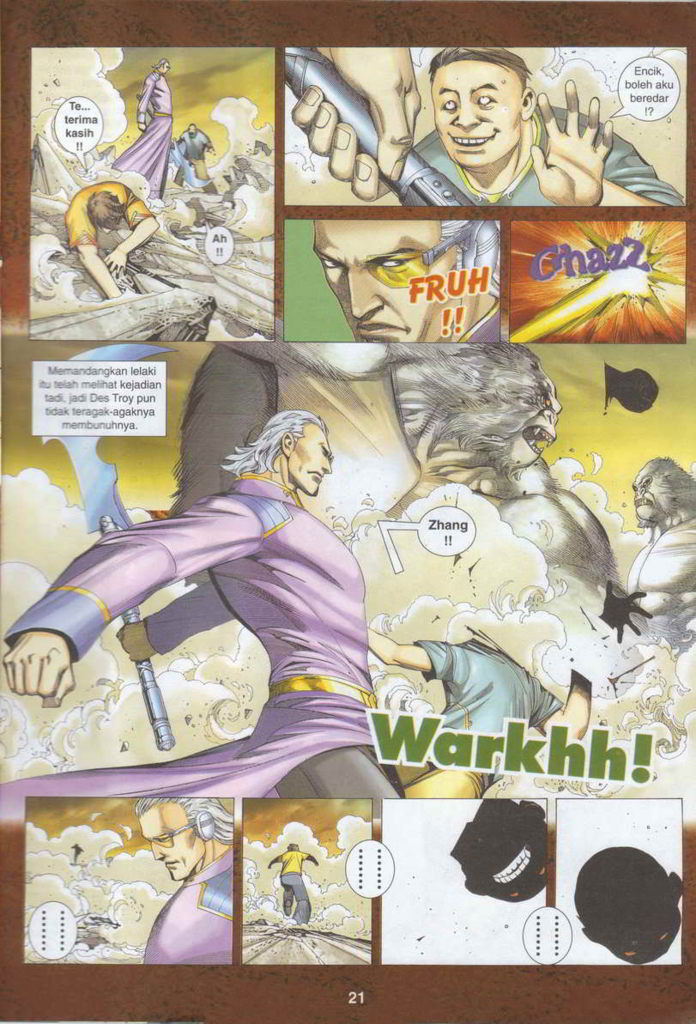 Te...
terima
kasih
!!
Ah
!!
Encik,
boleh aku
beredar
!?
FRUH
!!
Ghazz
Memandangkan lelaki
itu telah melihat kejadian
tadi, jadi Des Troy pun
tidak teragak-agaknya
membunuhnya.
Zhang
!!
Warkhh!
21